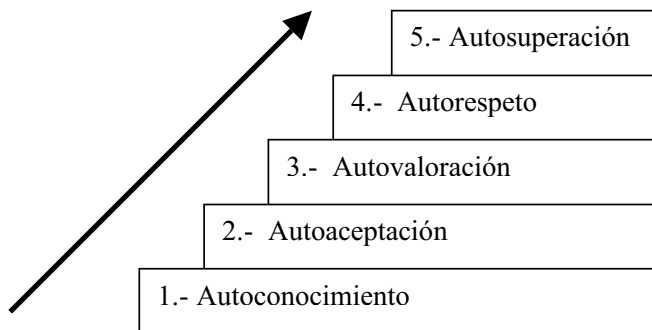 5.- Autosuperación
4.- Autorespeto
3.- Autovaloración
2.- Autoaceptación
1.- Autoconocimiento